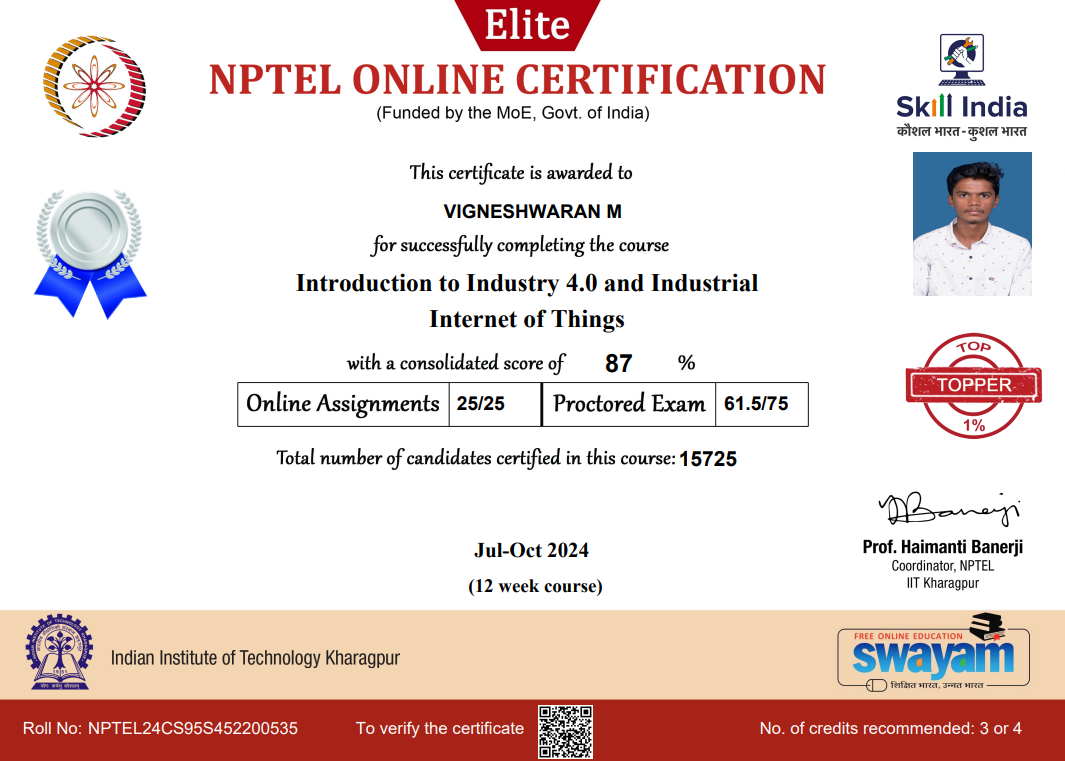 Elite
NPTEL ONLINE CERTIFICATION
(Funded by the MoE, Govt. of India)
Skill India
कौशल भारत - कुशल भारत
This certificate is awarded to
VIGNESHWARAN M
for successfully completing the course
Introduction to Industry 4.0 and Industrial
Internet of Things
with a consolidated score of 87 %
Online Assignments 25/25 Proctored Exam 61.5/75
TOP
TOPPER
1%
Total number of candidates certified in this course: 15725
Banerji
Jul-Oct 2024
(12 week course)
Prof. Haimanti Banerji
Coordinator, NPTEL
IIT Kharagpur
Indian Institute of Technology Kharagpur
FREE ONLINE EDUCATION
swayam
शिक्षित भारत, उन्नत भारत
Roll No: NPTEL24CS95S452200535
To verify the certificate
No. of credits recommended: 3 or 4